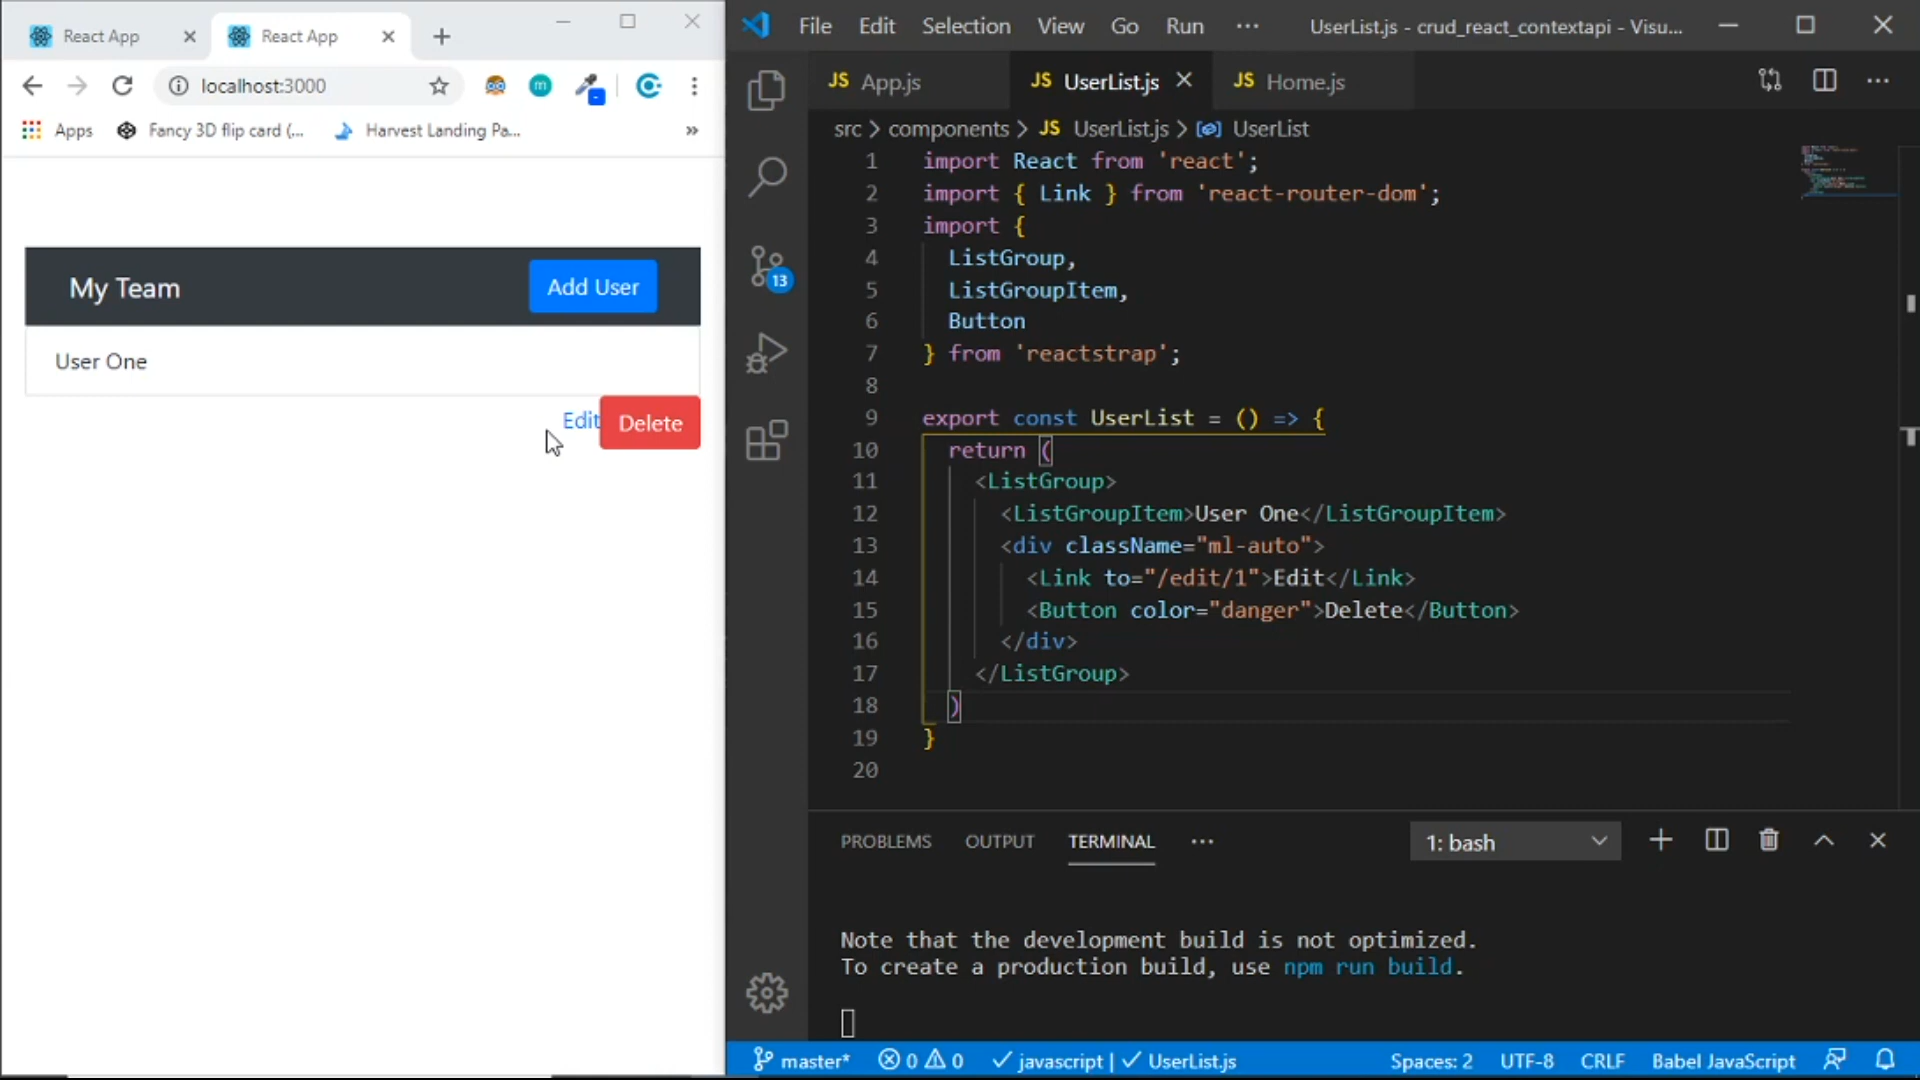 React App
React App
localhost:3000
m
Apps
Fancy 3D flip card (...
Harvest Landing Pa...
»
My Team
Add User
User One
Edit
Delete
File Edit Selection View Go Run ···
UserList.js - crud_react_contextapi - Visu...
JS App.js
JS UserList.js
JS Home.js
src > components > JS UserList.js > UserList
13
1 import React from 'react';
2 import { Link } from 'react-router-dom';
3 import {
4 ListGroup,
5 ListGroupItem,
6 Button
7 } from 'reactstrap';
8
9 export const UserList = () => {
10 return (
11 <ListGroup>
12 <ListGroupItem>User One</ListGroupItem>
13 <div className="ml-auto">
14 <Link to="/edit/1">Edit</Link>
15 <Button color="danger">Delete</Button>
16 </div>
17 </ListGroup>
18 )
19 }
20
PROBLEMS OUTPUT TERMINAL ···
1: bash
Note that the development build is not optimized.
To create a production build, use npm run build.
master* 0 0 javascript | UserList.js
Spaces: 2 UTF-8 CRLF Babel JavaScript